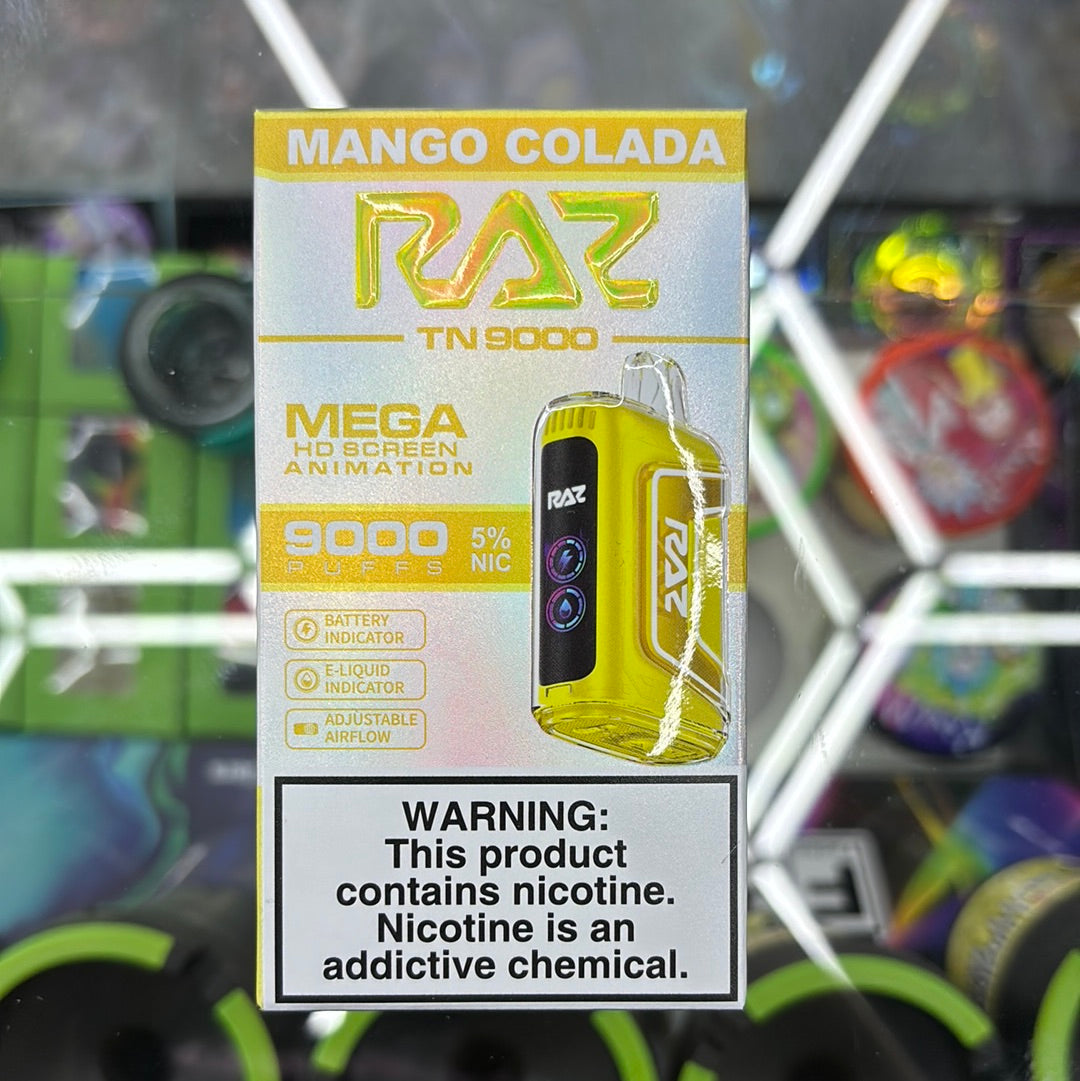 MANGO COLADA
RAZ
TN 9000
MEGA
HD SCREEN
ANIMATION
9000
PUFFS
5%
NIC
RAZ
RAZ
BATTERY
INDICATOR
E-LIQUID
INDICATOR
ADJUSTABLE
AIRFLOW
WARNING:
This product
contains nicotine.
Nicotine is an
addictive chemical.